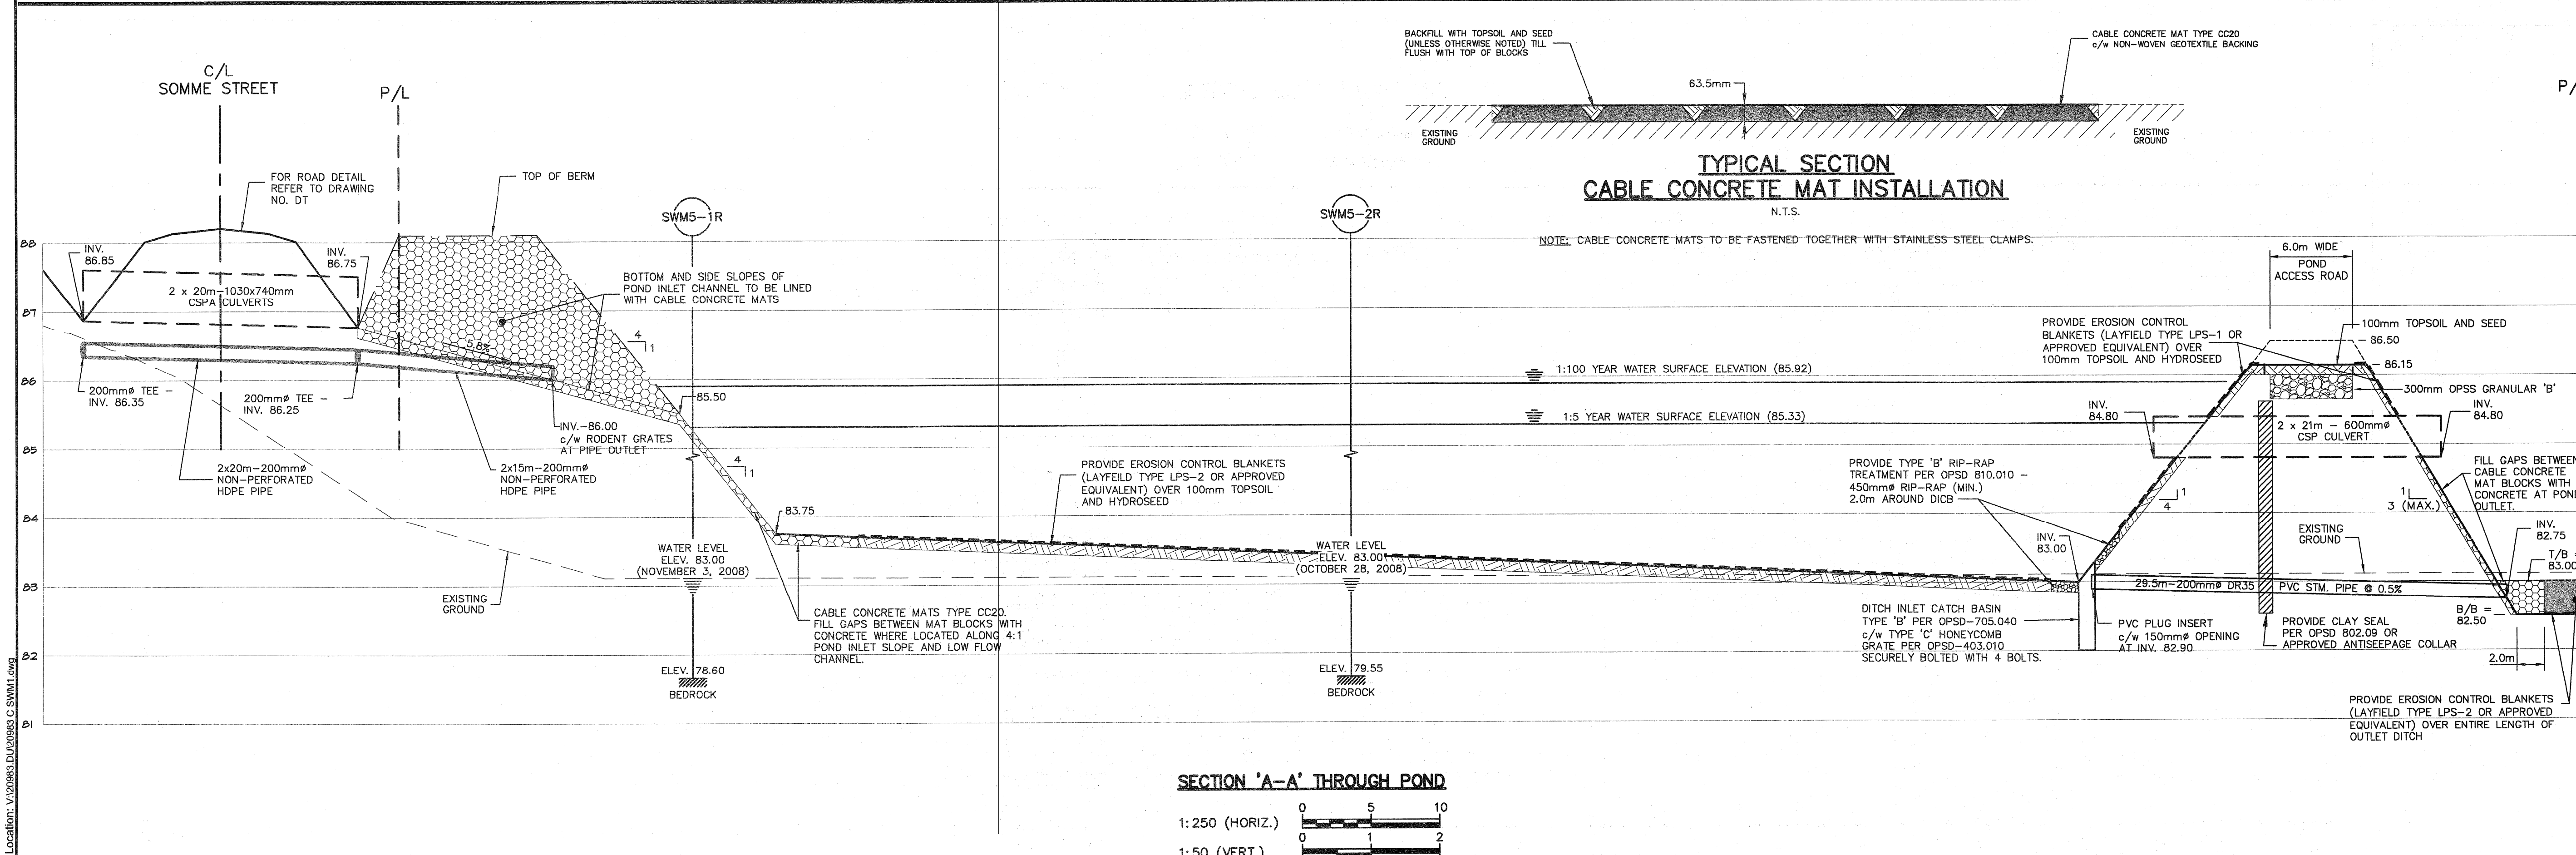 BACKFILL WITH TOPSOIL AND SEED
(UNLESS OTHERWISE NOTED) TILL
FLUSH WITH TOP OF BLOCKS
CABLE CONCRETE MAT TYPE CC20
c/w NON-WOVEN GEOTEXTILE BACKING
63.5mm
EXISTING
GROUND
EXISTING
GROUND
TYPICAL SECTION
CABLE CONCRETE MAT INSTALLATION
N.T.S.
NOTE: CABLE CONCRETE MATS TO BE FASTENED TOGETHER WITH STAINLESS STEEL CLAMPS.
C/L
SOMME STREET
P/L
P/
FOR ROAD DETAIL
REFER TO DRAWING
NO. DT
TOP OF BERM
SWM5-1R
SWM5-2R
88
87
86
85
84
83
82
81
INV.
86.85
INV.
86.75
2 x 20m-1030x740mm
CSPA CULVERTS
BOTTOM AND SIDE SLOPES OF
POND INLET CHANNEL TO BE LINED
WITH CABLE CONCRETE MATS
4
1
5.8%
200mmø TEE -
INV. 86.35
200mmø TEE -
INV. 86.25
INV.-86.00
c/w RODENT GRATES
AT PIPE OUTLET
85.50
2x20m-200mmø
NON-PERFORATED
HDPE PIPE
2x15m-200mmø
NON-PERFORATED
HDPE PIPE
4
1
83.75
EXISTING
GROUND
WATER LEVEL
ELEV. 83.00
(NOVEMBER 3, 2008)
ELEV. 78.60
BEDROCK
CABLE CONCRETE MATS TYPE CC20.
FILL GAPS BETWEEN MAT BLOCKS WITH
CONCRETE WHERE LOCATED ALONG 4:1
POND INLET SLOPE AND LOW FLOW
CHANNEL.
PROVIDE EROSION CONTROL BLANKETS
(LAYFEILD TYPE LPS-2 OR APPROVED
EQUIVALENT) OVER 100mm TOPSOIL
AND HYDROSEED
WATER LEVEL
ELEV. 83.00
(OCTOBER 28, 2008)
ELEV. 79.55
BEDROCK
1:100 YEAR WATER SURFACE ELEVATION (85.92)
1:5 YEAR WATER SURFACE ELEVATION (85.33)
6.0m WIDE
POND
ACCESS ROAD
PROVIDE EROSION CONTROL
BLANKETS (LAYFIELD TYPE LPS-1 OR
APPROVED EQUIVALENT) OVER
100mm TOPSOIL AND HYDROSEED
100mm TOPSOIL AND SEED
86.50
86.15
300mm OPSS GRANULAR 'B'
INV.
84.80
INV.
84.80
2 x 21m - 600mmø
CSP CULVERT
PROVIDE TYPE 'B' RIP-RAP
TREATMENT PER OPSD 810.010 -
450mmø RIP-RAP (MIN.)
2.0m AROUND DICB
1
4
1
3 (MAX.)
FILL GAPS BETWEEN
CABLE CONCRETE
MAT BLOCKS WITH
CONCRETE AT POND
OUTLET.
EXISTING
GROUND
INV.
83.00
INV.
82.75
T/B =
83.00
29.5m-200mmø DR35 PVC STM. PIPE @ 0.5%
B/B =
82.50
DITCH INLET CATCH BASIN
TYPE 'B' PER OPSD-705.040
c/w TYPE 'C' HONEYCOMB
GRATE PER OPSD-403.010
SECURELY BOLTED WITH 4 BOLTS.
PVC PLUG INSERT
c/w 150mmø OPENING
AT INV. 82.90
PROVIDE CLAY SEAL
PER OPSD 802.09 OR
APPROVED ANTISEEPAGE COLLAR
2.0m
PROVIDE EROSION CONTROL BLANKETS
(LAYFIELD TYPE LPS-2 OR APPROVED
EQUIVALENT) OVER ENTIRE LENGTH OF
OUTLET DITCH
SECTION 'A-A' THROUGH POND
1:250 (HORIZ.)
0 5 10
1:50 (VERT.)
0 1 2
Location: V:\20983.DU\20983 C SWM1.dwg